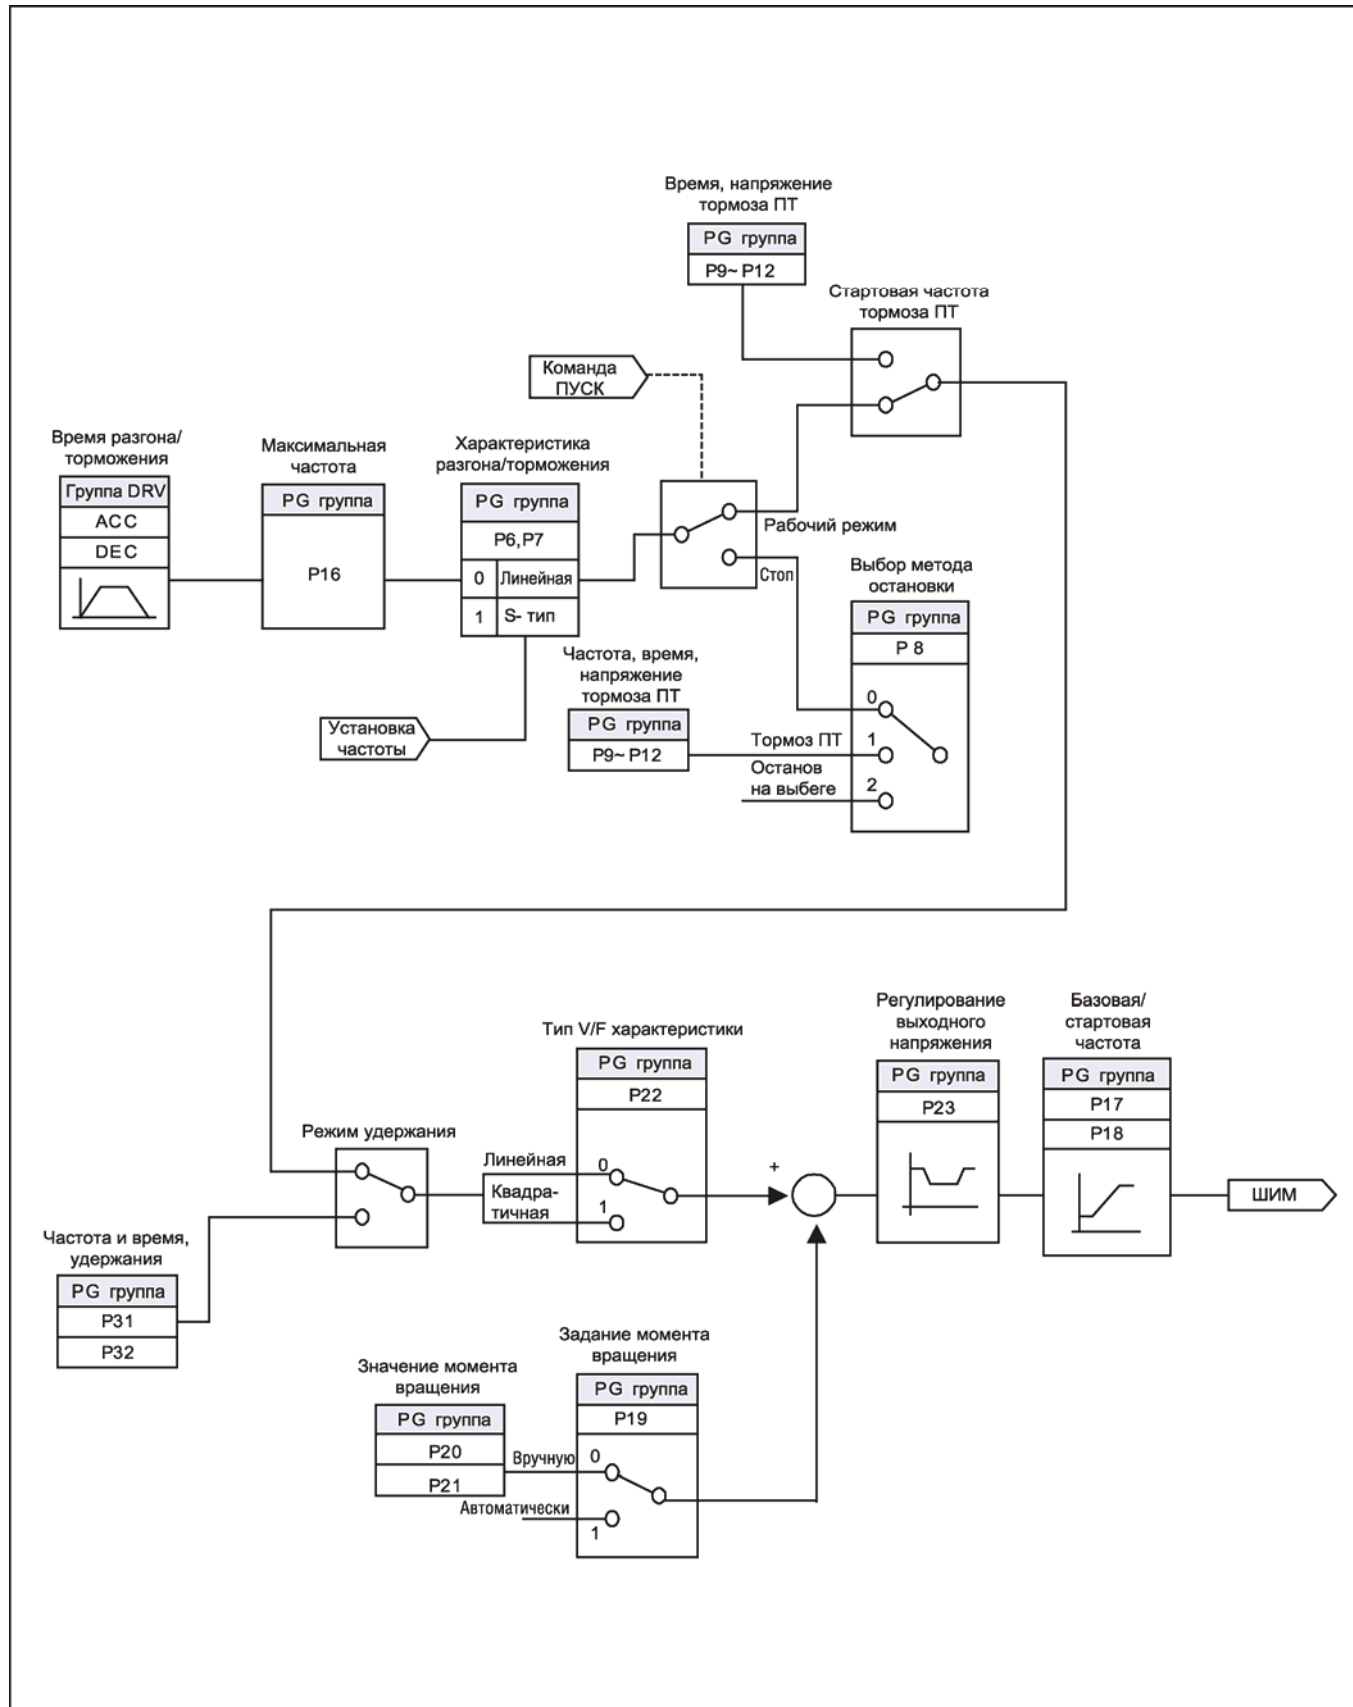 Время, напряжение
тормоза ПТ
PG группа
P9~ P12
Стартовая частота
тормоза ПТ
Команда
ПУСК
Время разгона/
торможения
Группа DRV
ACC
DEC
Максимальная
частота
PG группа
P16
Характеристика
разгона/торможения
PG группа
P6,P7
0 Линейная
1 S- тип
Рабочий режим
Стоп
Выбор метода
остановки
PG группа
P 8
0
1
2
Частота, время,
напряжение
тормоза ПТ
PG группа
P9~ P12
Тормоз ПТ
Останов
на выбеге
Установка
частоты
Тип V/F характеристики
PG группа
P22
0
1
Регулирование
выходного
напряжения
PG группа
P23
Базовая/
стартовая
частота
PG группа
P17
P18
Режим удержания
Линейная
Квадра-
тичная
+
ШИМ
Частота и время,
удержания
PG группа
P31
P32
Значение момента
вращения
PG группа
P20
P21
Задание момента
вращения
PG группа
P19
Вручную
0
Автоматически
1